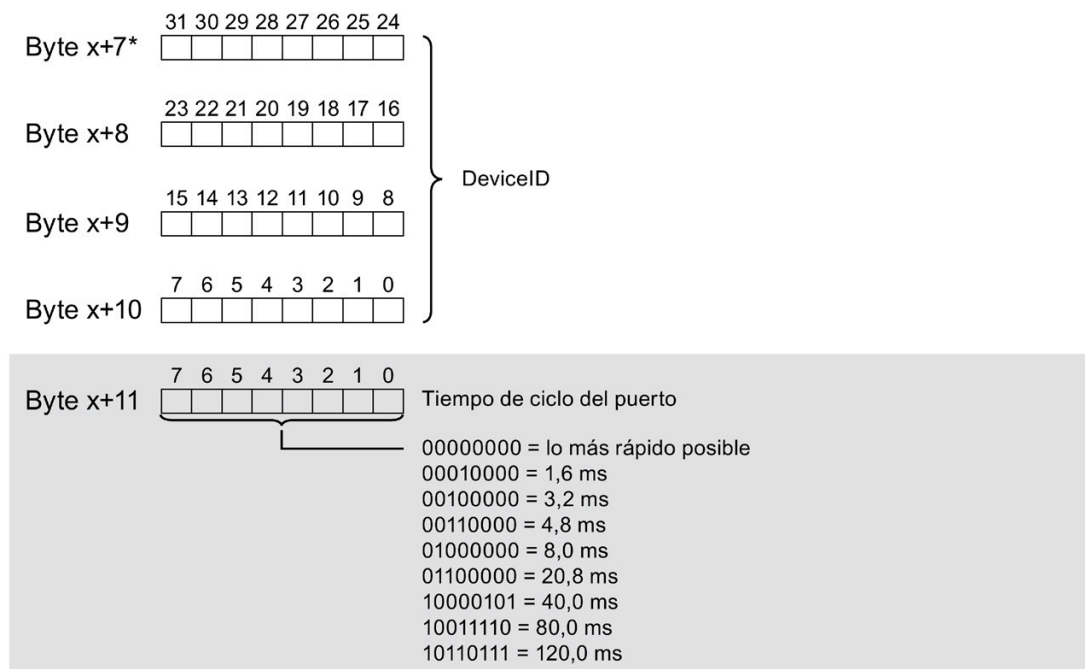 31 30 29 28 27 26 25 24
Byte x+7*
23 22 21 20 19 18 17 16
Byte x+8
DeviceID
15 14 13 12 11 10 9 8
Byte x+9
7 6 5 4 3 2 1 0
Byte x+10
7 6 5 4 3 2 1 0
Byte x+11 Tiempo de ciclo del puerto
00000000 = lo más rápido posible
00010000 = 1,6 ms
00100000 = 3,2 ms
00110000 = 4,8 ms
01000000 = 8,0 ms
01100000 = 20,8 ms
10000101 = 40,0 ms
10011110 = 80,0 ms
10110111 = 120,0 ms